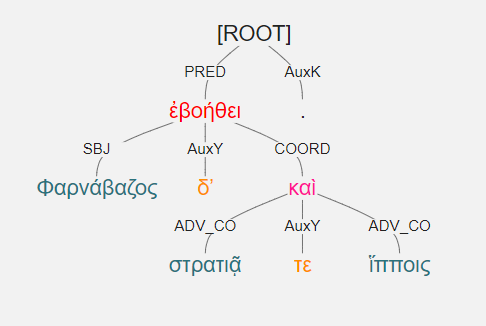 [ROOT]
PRED AuxK
ἐβοήθει .
SBJ AuxY COORD
Φαρνάβαζος δ’ καὶ
ADV_CO AuxY ADV_CO
στρατιᾷ τε ἵπποις